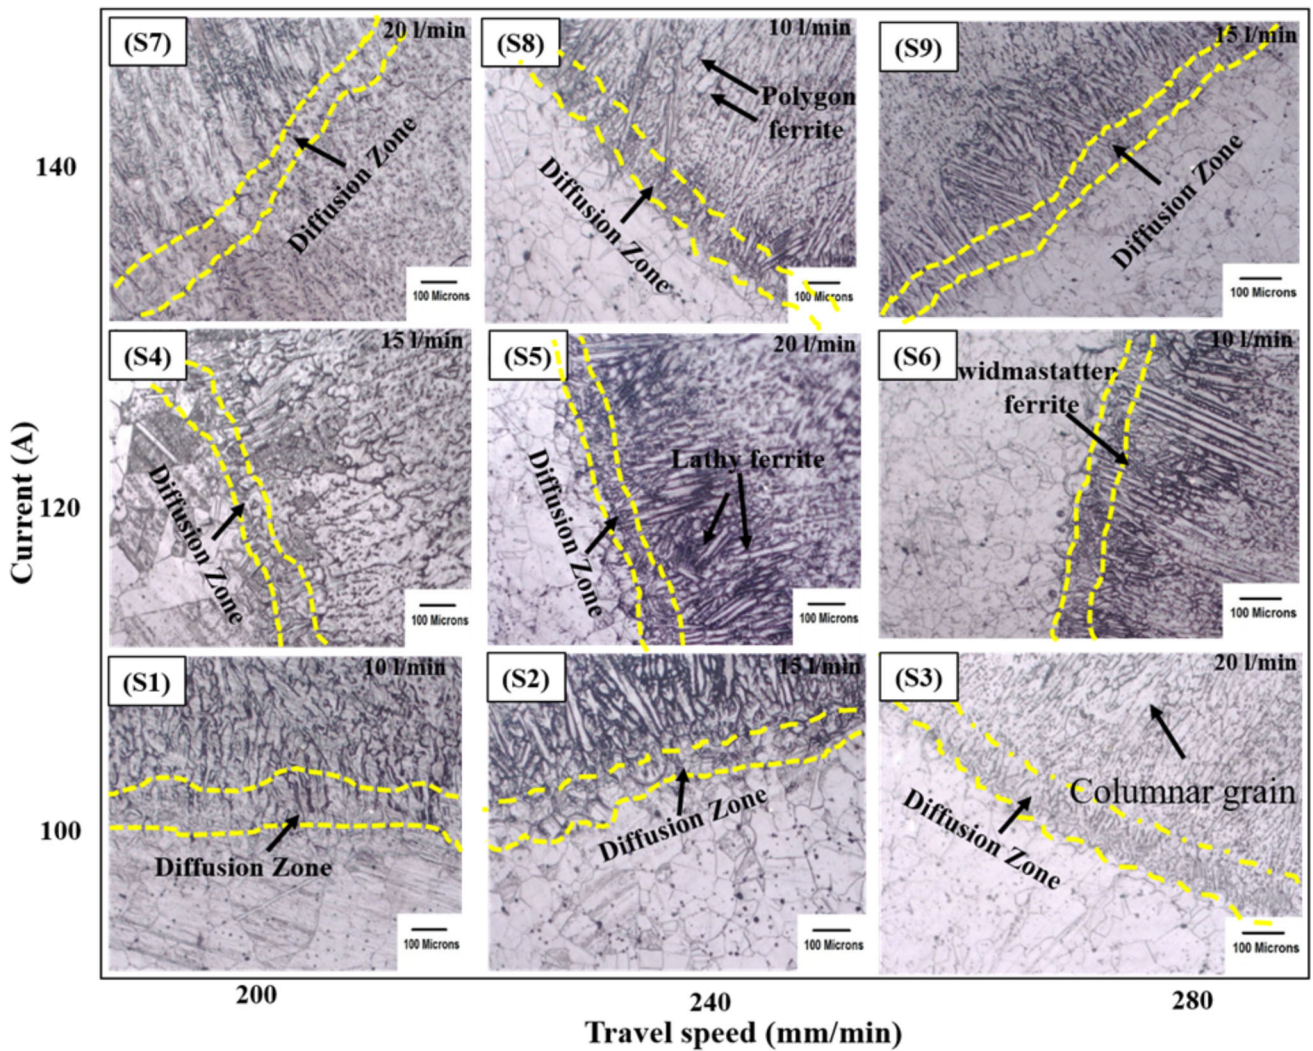 (S7)
20 l/min
Diffusion Zone
100 Microns
(S8)
10 l/min
Polygon
ferrite
Diffusion Zone
100 Microns
(S9)
15 l/min
Diffusion Zone
100 Microns
140
(S4)
15 l/min
Diffusion Zone
100 Microns
(S5)
20 l/min
Lathy ferrite
Diffusion Zone
100 Microns
(S6)
10 l/min
widmastatter
ferrite
100 Microns
120
Current (A)
(S1)
10 l/min
Diffusion Zone
100 Microns
(S2)
15 l/min
Diffusion Zone
100 Microns
(S3)
20 l/min
Columnar grain
Diffusion Zone
100 Microns
100
200
240
280
Travel speed (mm/min)